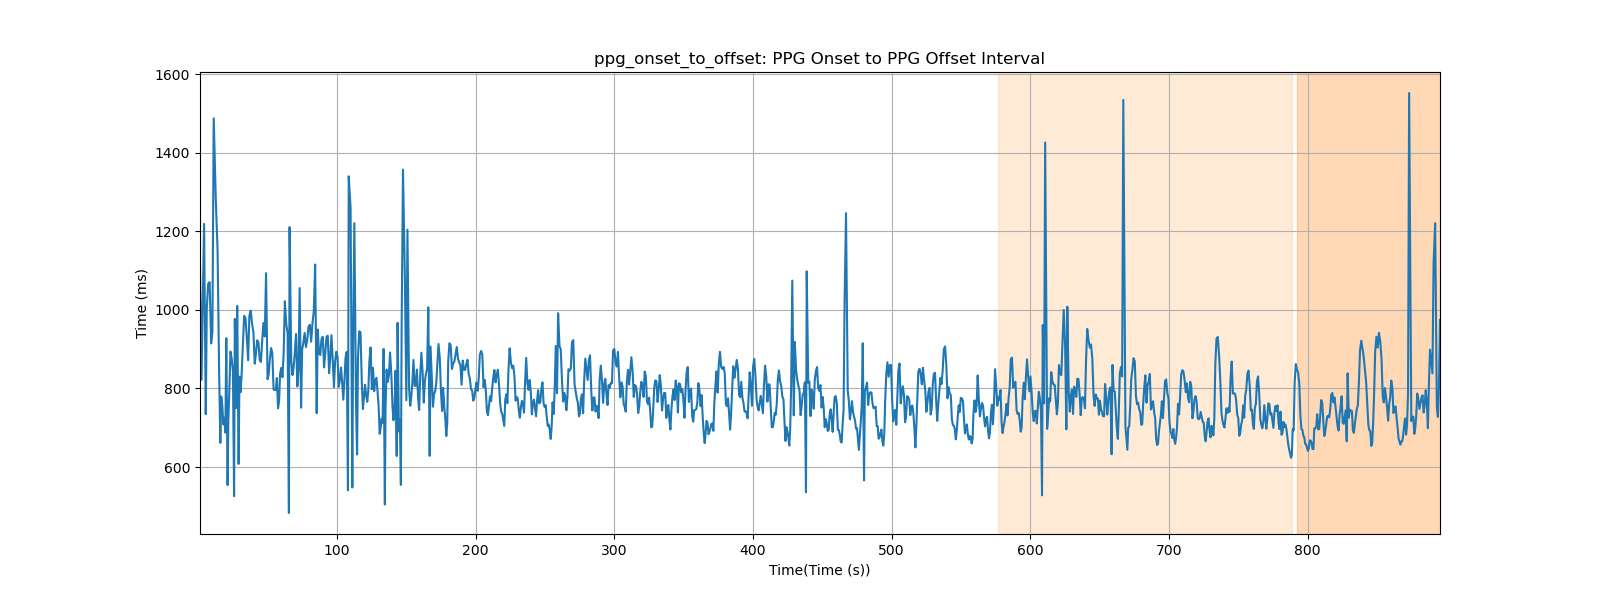 ppg_onset_to_offset: PPG Onset to PPG Offset Interval
1600
1400
1200
1000
800
600
Time (ms)
100 200 300 400 500 600 700 800
Time(Time (s))